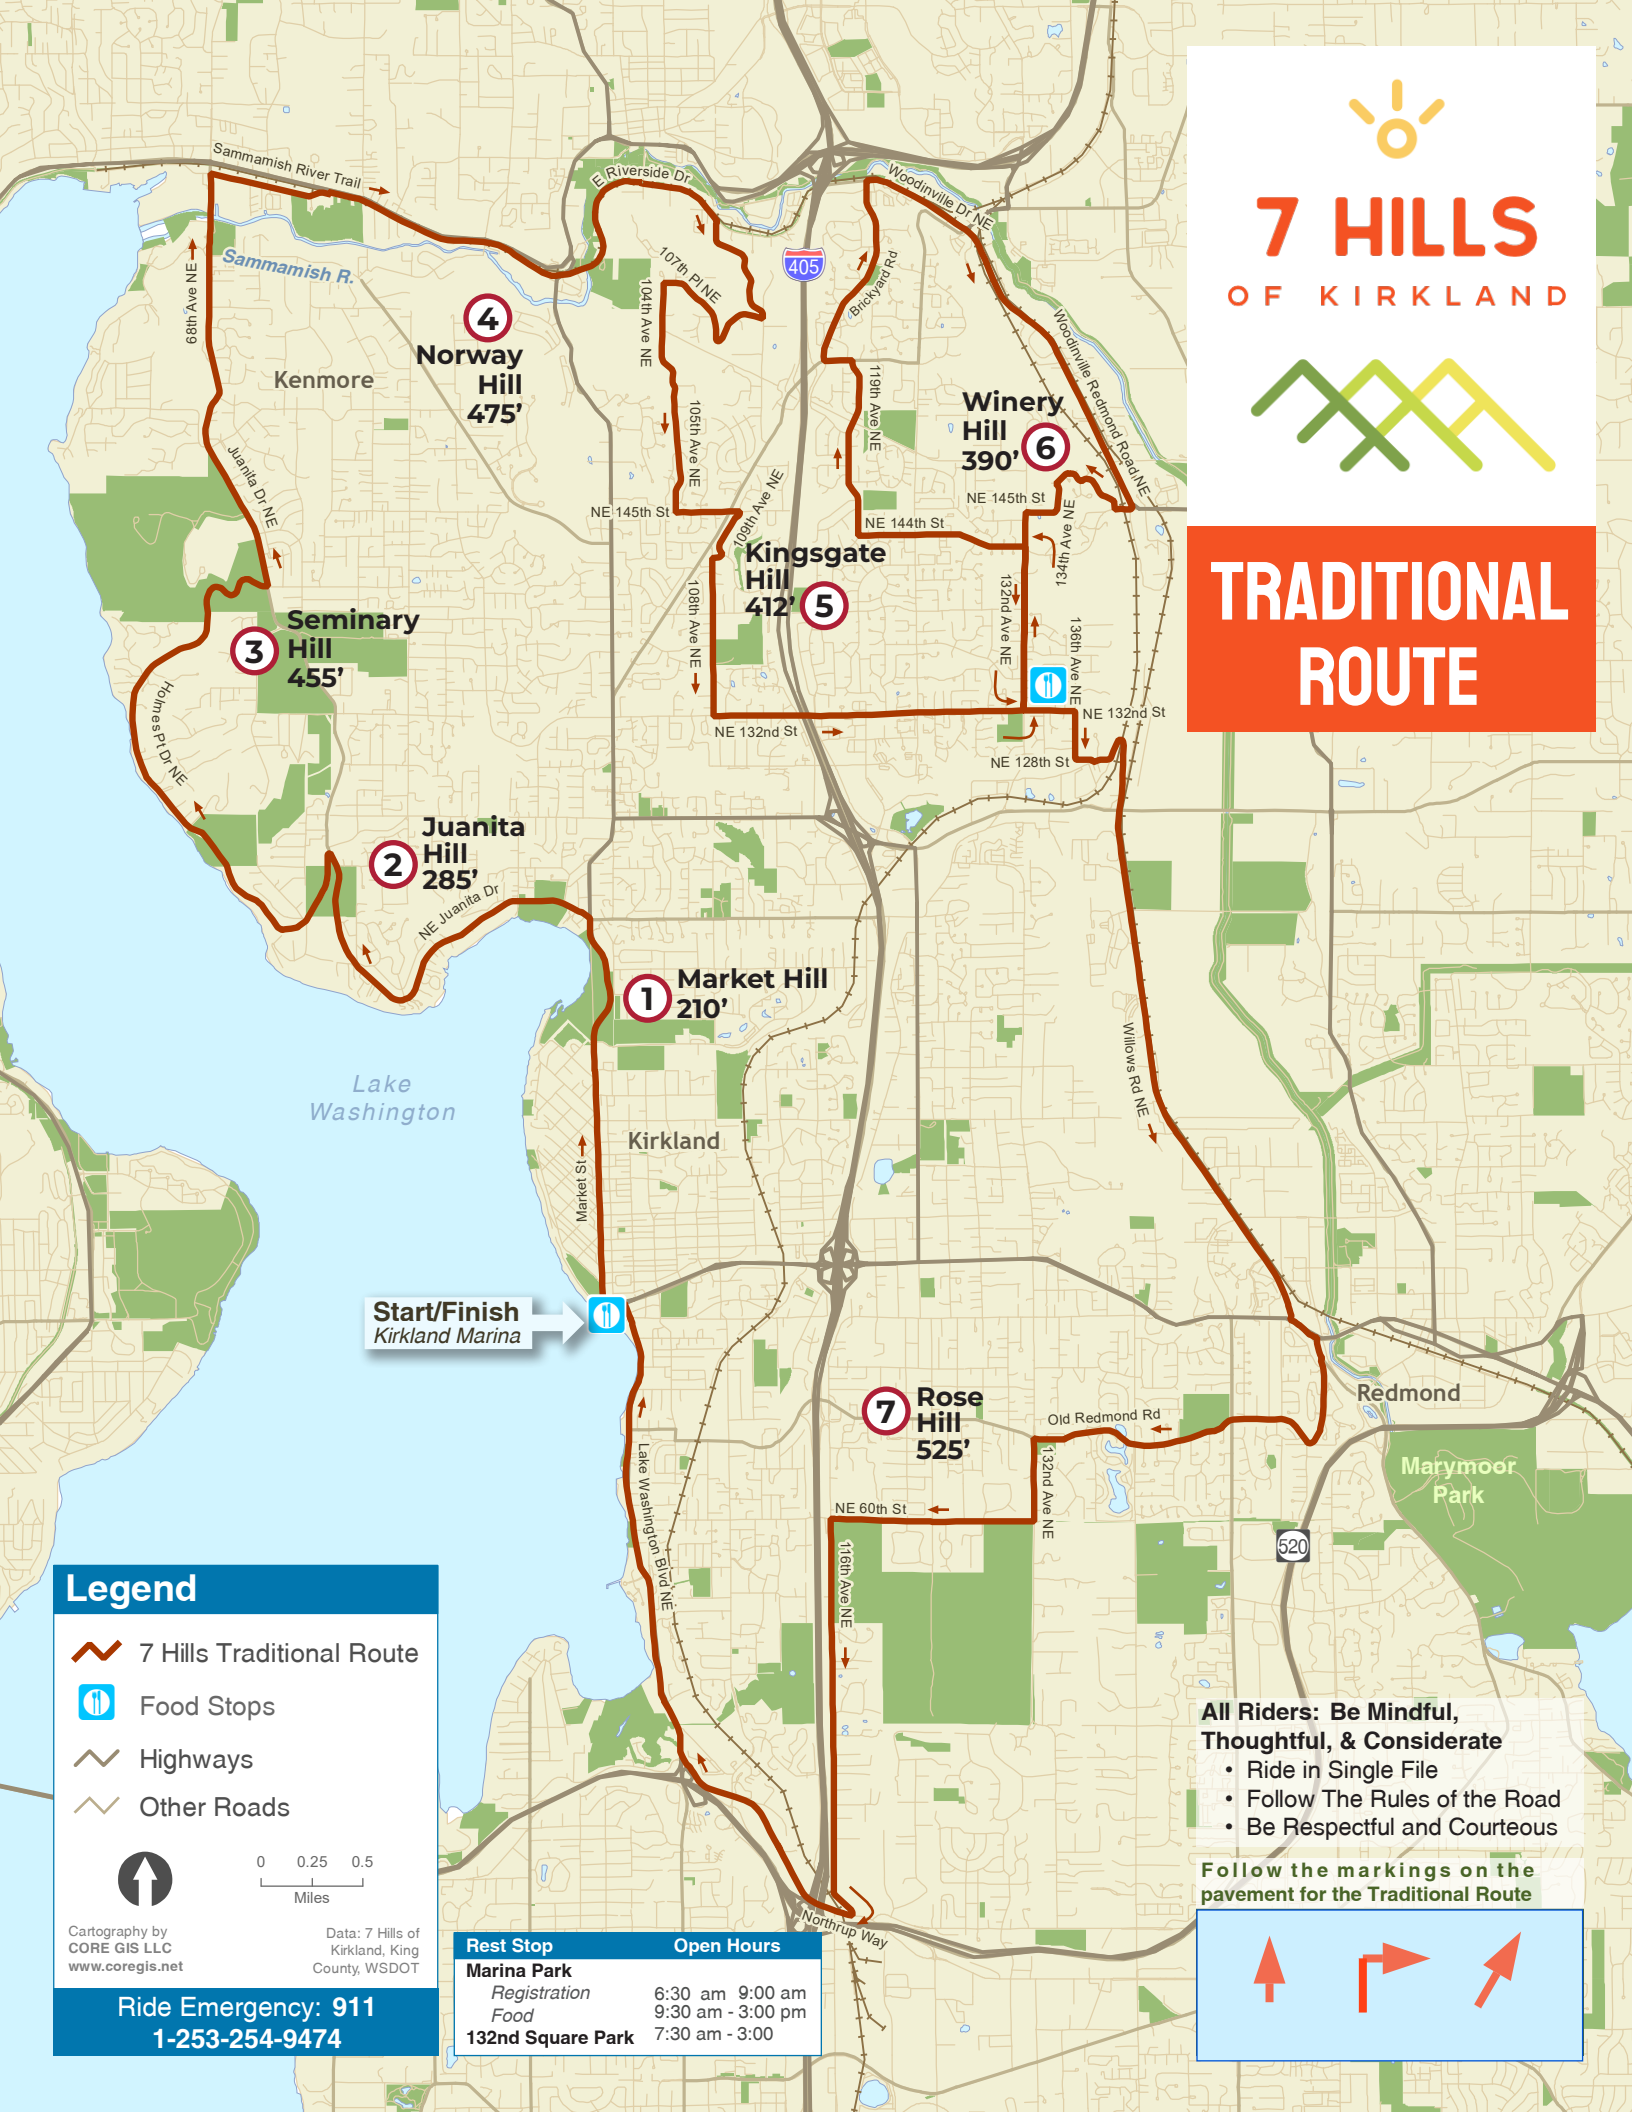 7 HILLS
OF KIRKLAND
TRADITIONAL
ROUTE
Sammamish River Trail
E Riverside Dr
Woodinville Dr NE
405
107th Pl NE
Sammamish R.
68th Ave NE
104th Ave NE
Brickyard Rd
Woodinville Redmond Road NE
4
Norway
Hill
475’
Kenmore
105th Ave NE
119th Ave NE
Winery
Hill
390’
6
Juanita Dr NE
NE 145th St
109th Ave NE
NE 145th St
NE 144th St
134th Ave NE
Kingsgate
Hill
412’
5
108th Ave NE
132nd Ave NE
136th Ave NE
3
Seminary
Hill
455’
Holmes Pt Dr NE
NE 132nd St
NE 132nd St
NE 128th St
2
Juanita
Hill
285’
NE Juanita Dr
1
Market Hill
210’
Lake
Washington
Willows Rd NE
Kirkland
Market St
Start/Finish
Kirkland Marina
7
Rose
Hill
525’
Old Redmond Rd
Redmond
132nd Ave NE
Marymoor
Park
NE 60th St
116th Ave NE
Lake Washington Blvd NE
520
Northrup Way
Legend
7 Hills Traditional Route
Food Stops
Highways
Other Roads
0 0.25 0.5
Miles
Cartography by
CORE GIS LLC
www.coregis.net
Data: 7 Hills of
Kirkland, King
County, WSDOT
Ride Emergency: 911
1-253-254-9474
Rest Stop Open Hours
Marina Park
Registration 6:30 am 9:00 am
Food 9:30 am - 3:00 pm
132nd Square Park 7:30 am - 3:00
All Riders: Be Mindful,
Thoughtful, & Considerate
• Ride in Single File
• Follow The Rules of the Road
• Be Respectful and Courteous
Follow the markings on the
pavement for the Traditional Route